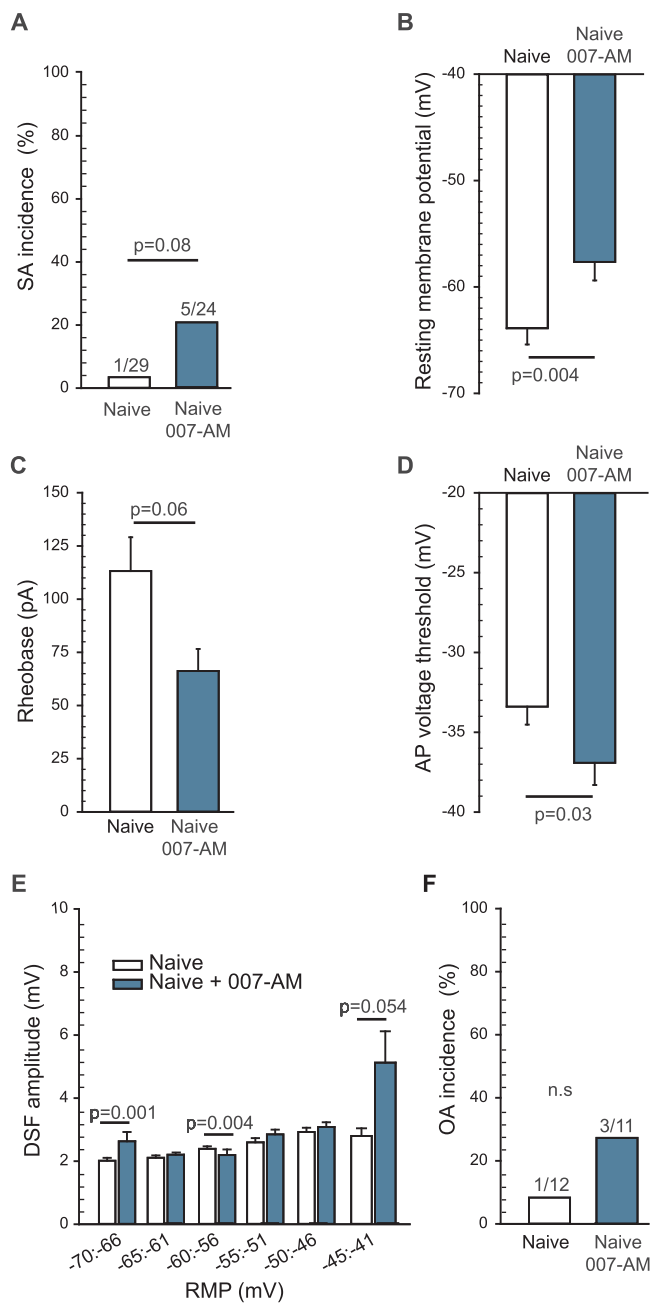 A
SA incidence (%)
100
80
60
40
20
0
p=0.08
1/29
5/24
Naive
Naive
007-AM
B
Resting membrane potential (mV)
Naive
Naive
007-AM
-40
-50
-60
-70
p=0.004
C
Rheobase (pA)
150
125
100
75
50
25
0
p=0.06
Naive
Naive
007-AM
D
AP voltage threshold (mV)
Naive
Naive
007-AM
-20
-25
-30
-35
-40
p=0.03
E
DSF amplitude (mV)
10
8
6
4
2
0
Naive
Naive + 007-AM
p=0.001
p=0.004
p=0.054
-70:-66
-65:-61
-60:-56
-55:-51
-50:-46
-45:-41
RMP (mV)
F
OA incidence (%)
100
80
60
40
20
0
n.s
1/12
3/11
Naive
Naive
007-AM